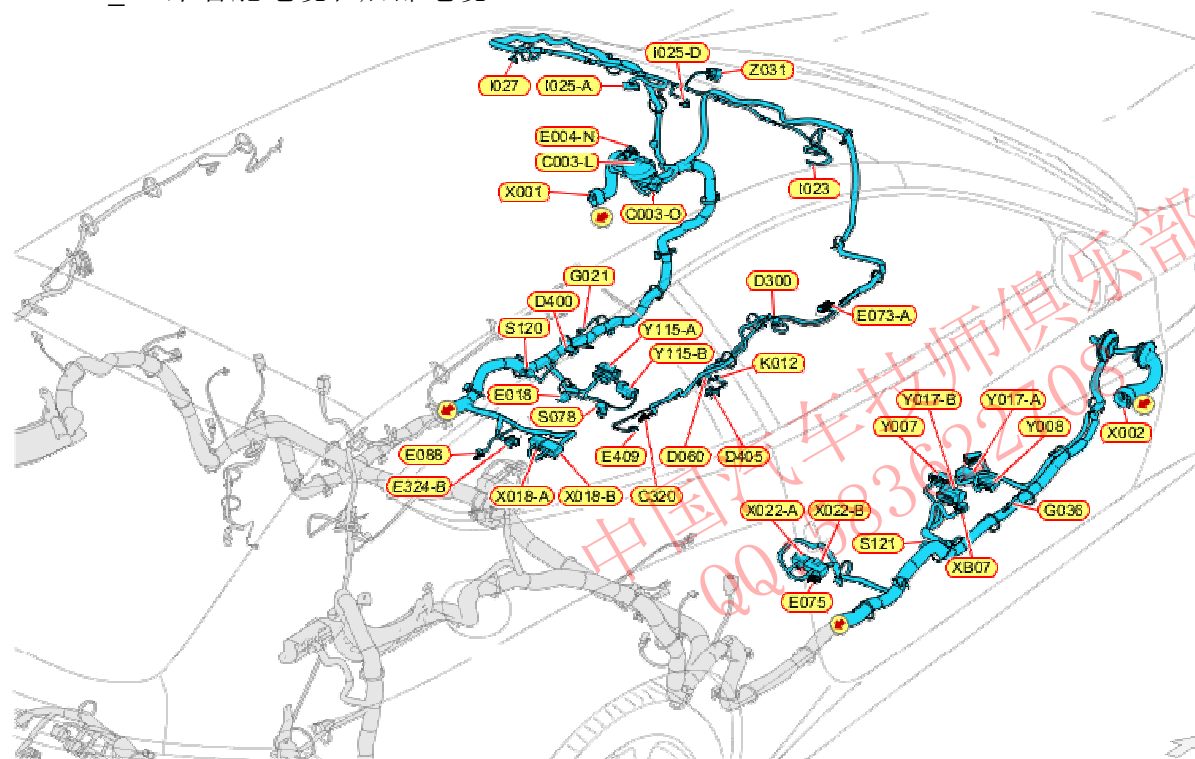 i025-D
Z031
I027
I025-A
E004-N
C003-L
X001
I023
C003-O
G021
D300
D400
E073-A
S120
Y115-A
Y115-B
K012
E018
S078
Y017-B
Y017-A
Y007
Y008
X002
E088
E409
D060
D405
E324-B
X018-A
X018-B
C320
X022-A
X022-B
G036
S121
XB07
E075
中国汽车技师俱乐部